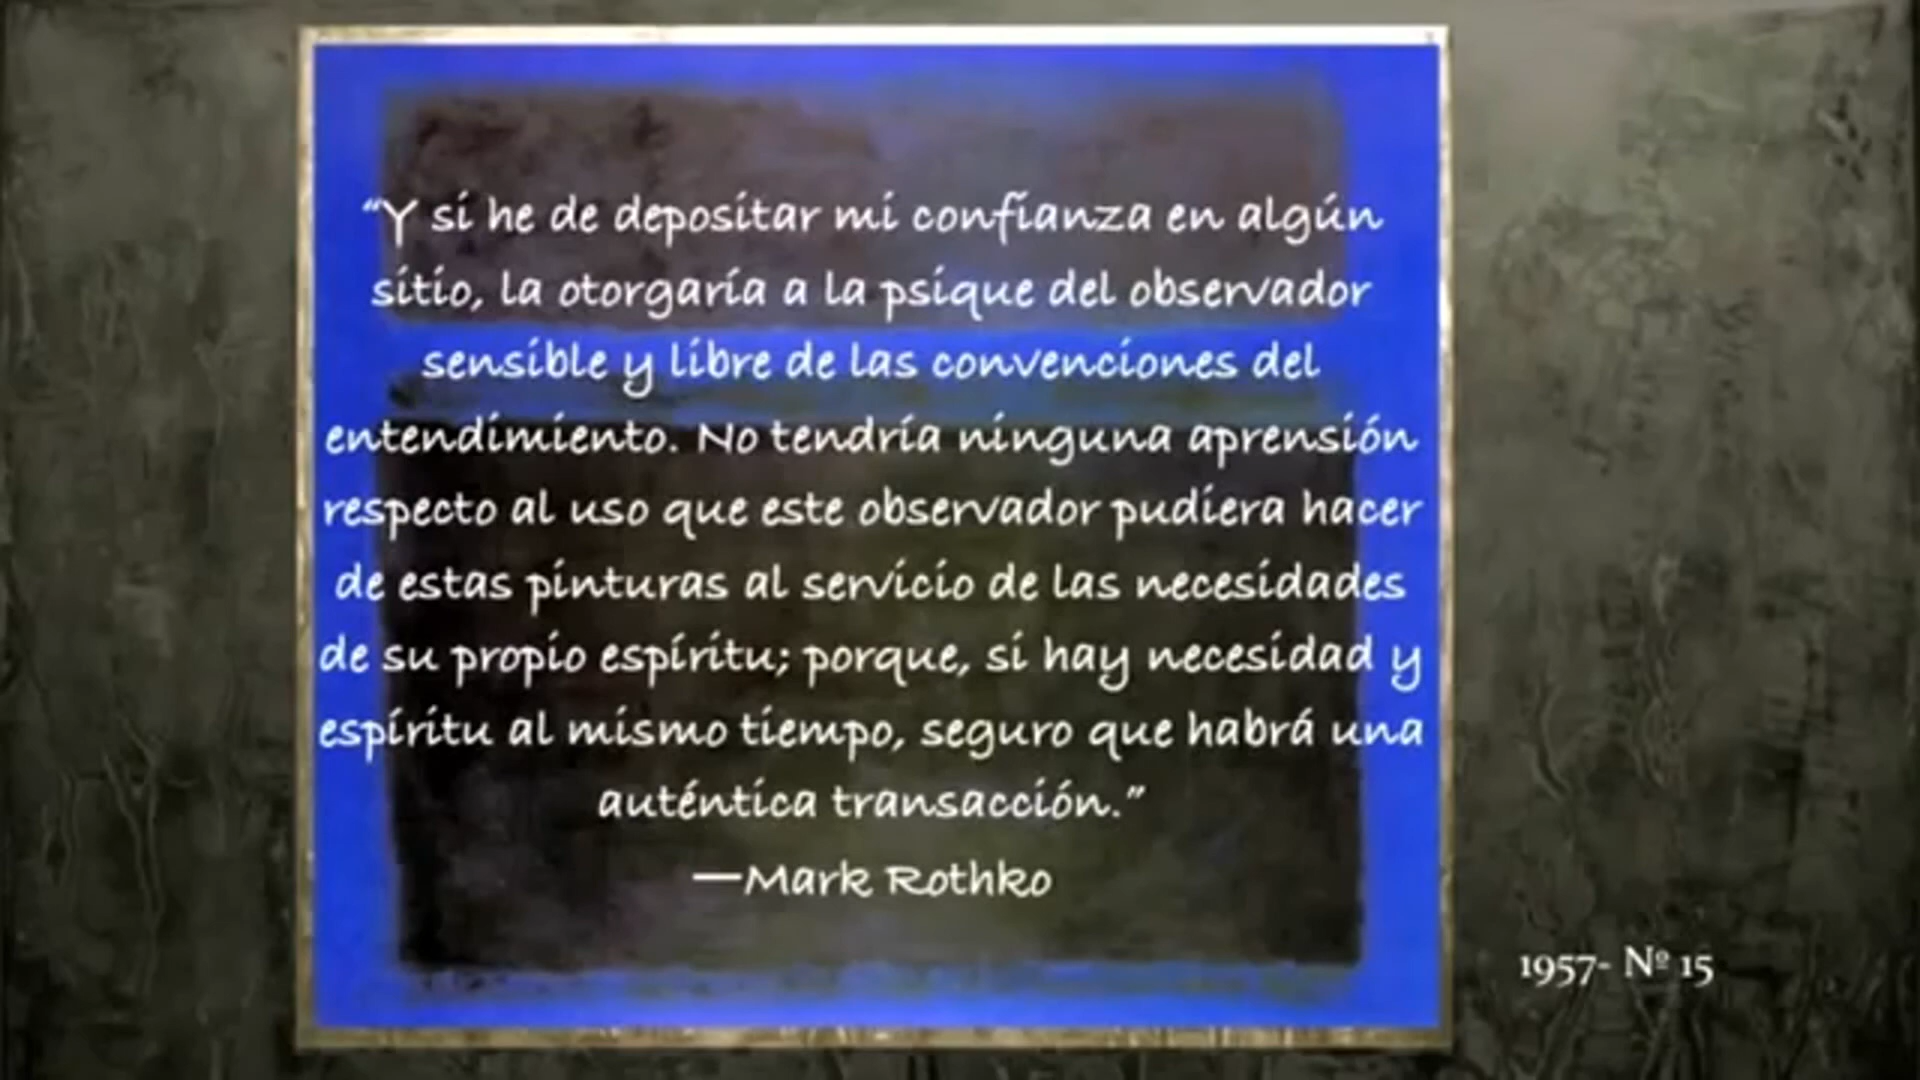 “Y si he de depositar mi confianza en algún
sitio, la otorgaría a la psique del observador
sensible y libre de las convenciones del
entendimiento. No tendría ninguna aprensión
respecto al uso que este observador pudiera hacer
de estas pinturas al servicio de las necesidades
de su propio espíritu; porque, si hay necesidad y
espíritu al mismo tiempo, seguro que habrá una
auténtica transacción.”
—Mark Rothko
1957- Nº 15